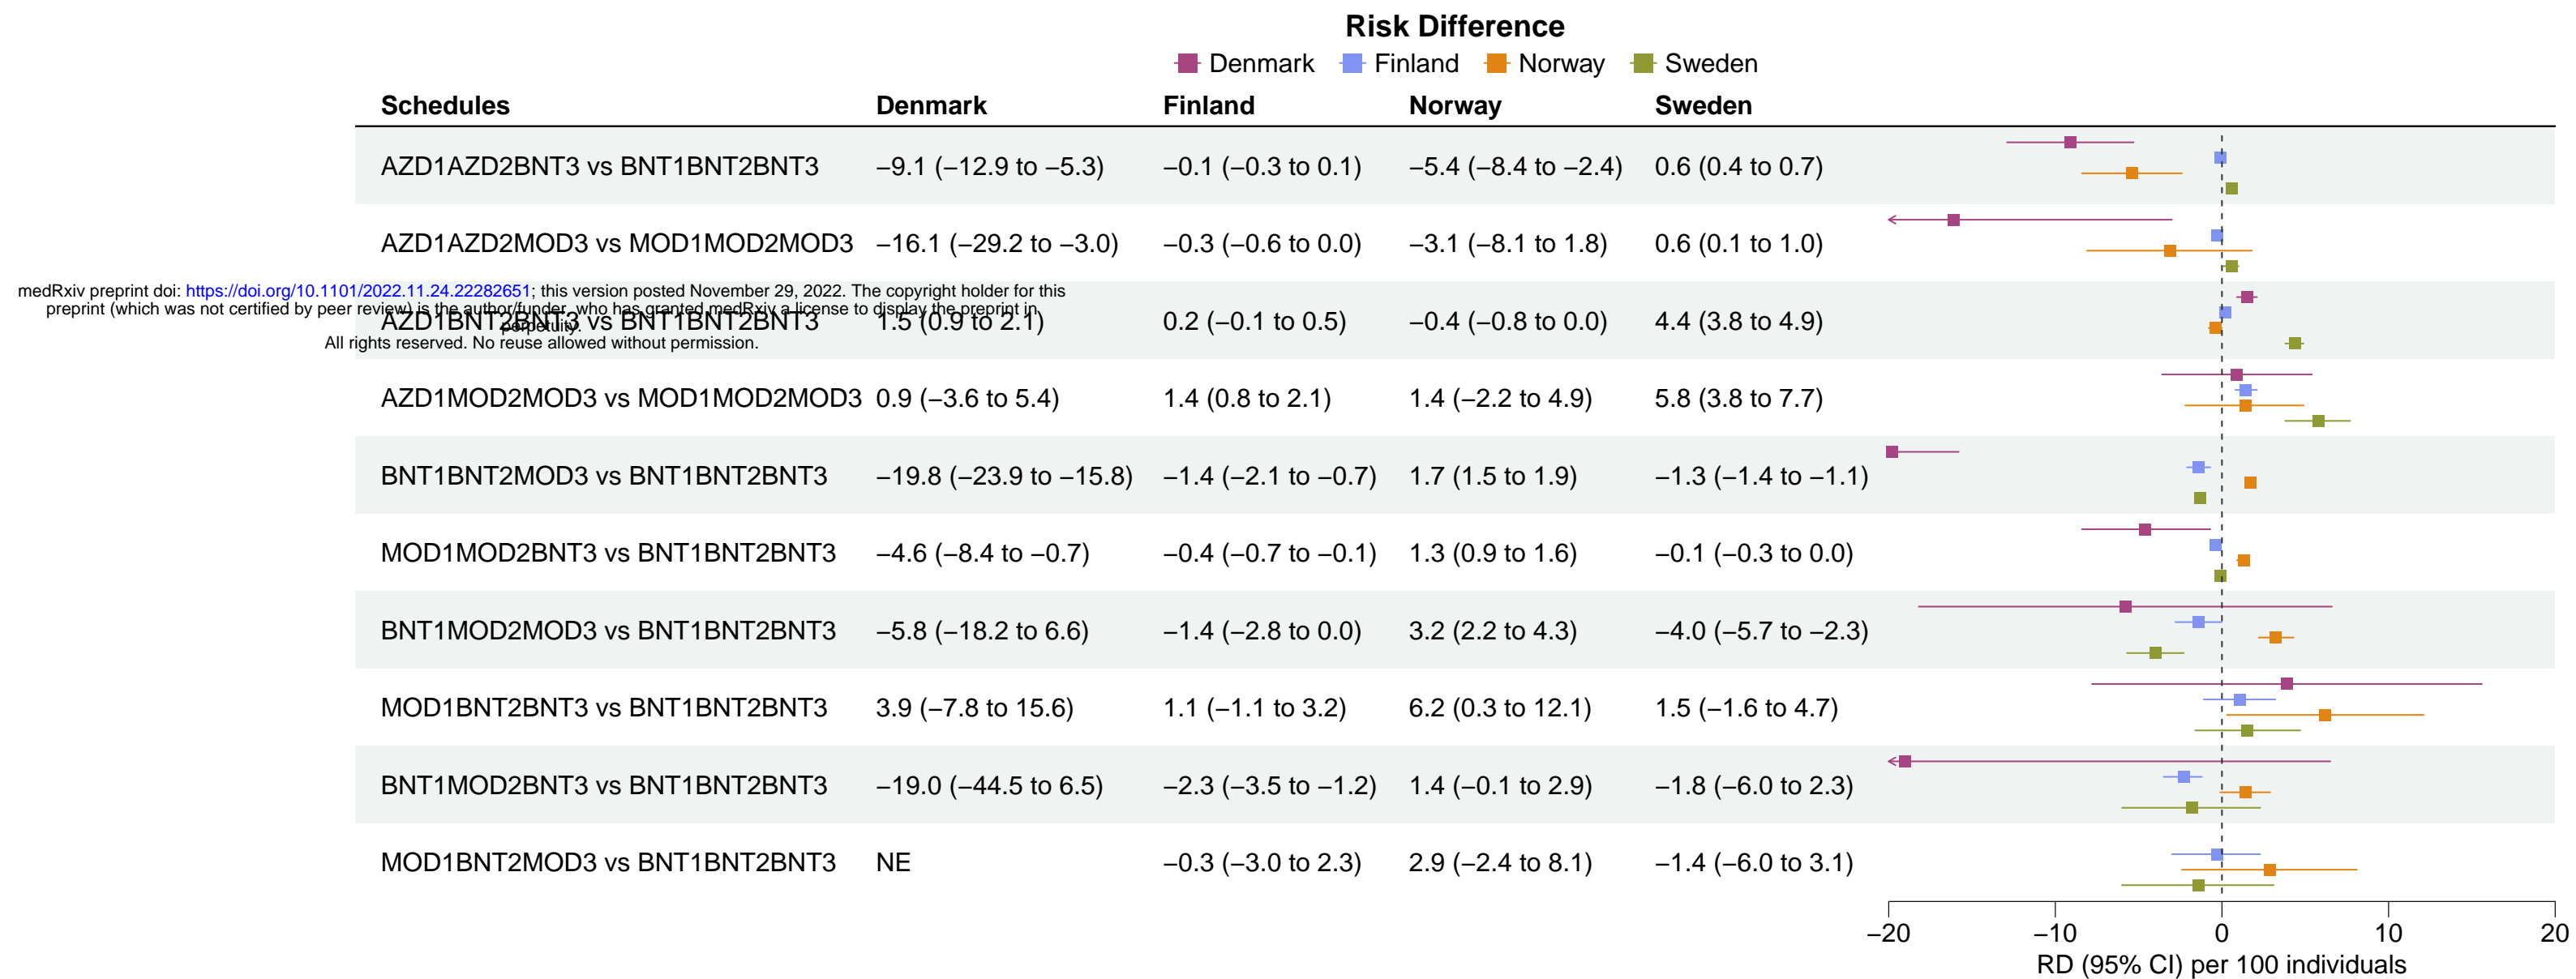 Risk Difference
Denmark Finland Norway Sweden
Schedules Denmark Finland Norway Sweden
AZD1AZD2BNT3 vs BNT1BNT2BNT3 −9.1 (−12.9 to −5.3) −0.1 (−0.3 to 0.1) −5.4 (−8.4 to −2.4) 0.6 (0.4 to 0.7)
AZD1AZD2MOD3 vs MOD1MOD2MOD3 −16.1 (−29.2 to −3.0) −0.3 (−0.6 to 0.0) −3.1 (−8.1 to 1.8) 0.6 (0.1 to 1.0)
medRxiv preprint doi: https://doi.org/10.1101/2022.11.24.22282651; this version posted November 29, 2022. The copyright holder for this
preprint (which was not certified by peer review) is the author/funder, who has granted medRxiv a license to display the preprint in
perpetuity.
All rights reserved. No reuse allowed without permission.
AZD1BNT2BNT3 vs BNT1BNT2BNT3 1.5 (0.9 to 2.1) 0.2 (−0.1 to 0.5) −0.4 (−0.8 to 0.0) 4.4 (3.8 to 4.9)
AZD1MOD2MOD3 vs MOD1MOD2MOD3 0.9 (−3.6 to 5.4) 1.4 (0.8 to 2.1) 1.4 (−2.2 to 4.9) 5.8 (3.8 to 7.7)
BNT1BNT2MOD3 vs BNT1BNT2BNT3 −19.8 (−23.9 to −15.8) −1.4 (−2.1 to −0.7) 1.7 (1.5 to 1.9) −1.3 (−1.4 to −1.1)
MOD1MOD2BNT3 vs BNT1BNT2BNT3 −4.6 (−8.4 to −0.7) −0.4 (−0.7 to −0.1) 1.3 (0.9 to 1.6) −0.1 (−0.3 to 0.0)
BNT1MOD2MOD3 vs BNT1BNT2BNT3 −5.8 (−18.2 to 6.6) −1.4 (−2.8 to 0.0) 3.2 (2.2 to 4.3) −4.0 (−5.7 to −2.3)
MOD1BNT2BNT3 vs BNT1BNT2BNT3 3.9 (−7.8 to 15.6) 1.1 (−1.1 to 3.2) 6.2 (0.3 to 12.1) 1.5 (−1.6 to 4.7)
BNT1MOD2BNT3 vs BNT1BNT2BNT3 −19.0 (−44.5 to 6.5) −2.3 (−3.5 to −1.2) 1.4 (−0.1 to 2.9) −1.8 (−6.0 to 2.3)
MOD1BNT2MOD3 vs BNT1BNT2BNT3 NE −0.3 (−3.0 to 2.3) 2.9 (−2.4 to 8.1) −1.4 (−6.0 to 3.1)
−20 −10 0 10 20
RD (95% CI) per 100 individuals